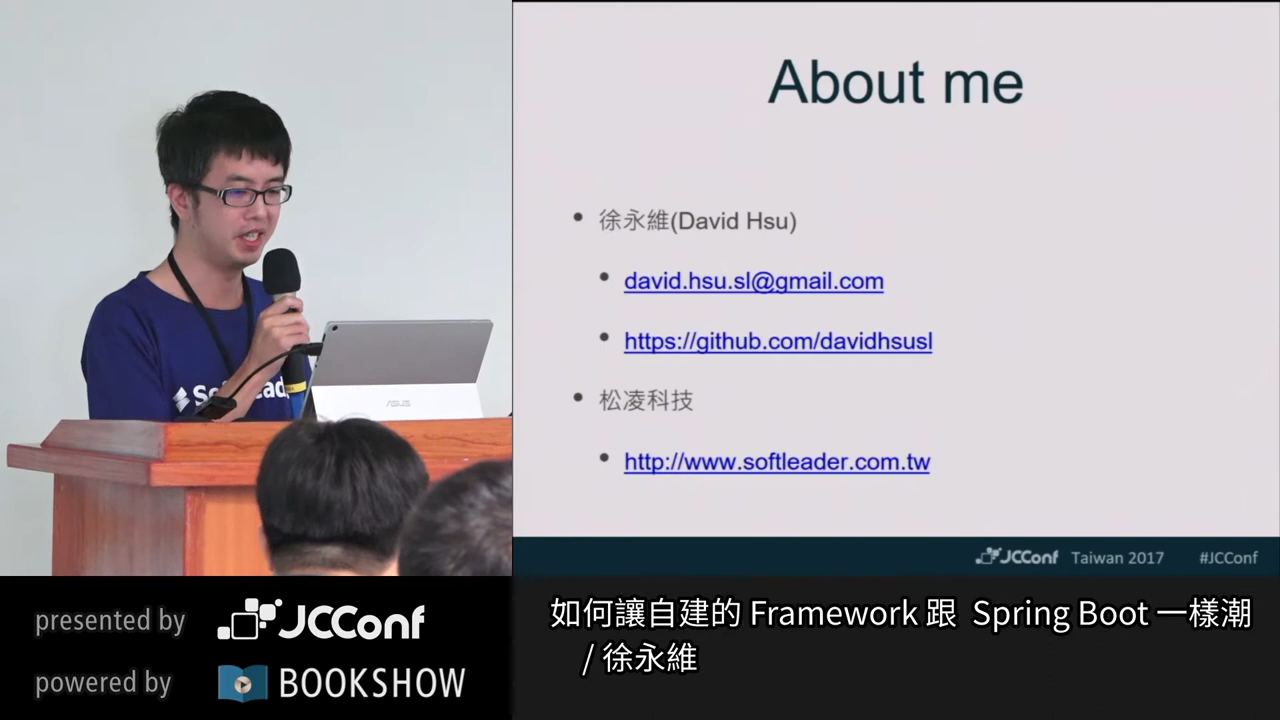 About me
徐永維(David Hsu)
david.hsu.sl@gmail.com
https://github.com/davidhsusl
松凌科技
http://www.softleader.com.tw
JCConf Taiwan 2017 #JCConf
ASUS
presented by JCConf
powered by BOOKSHOW
如何讓自建的 Framework 跟 Spring Boot 一樣潮
/ 徐永維